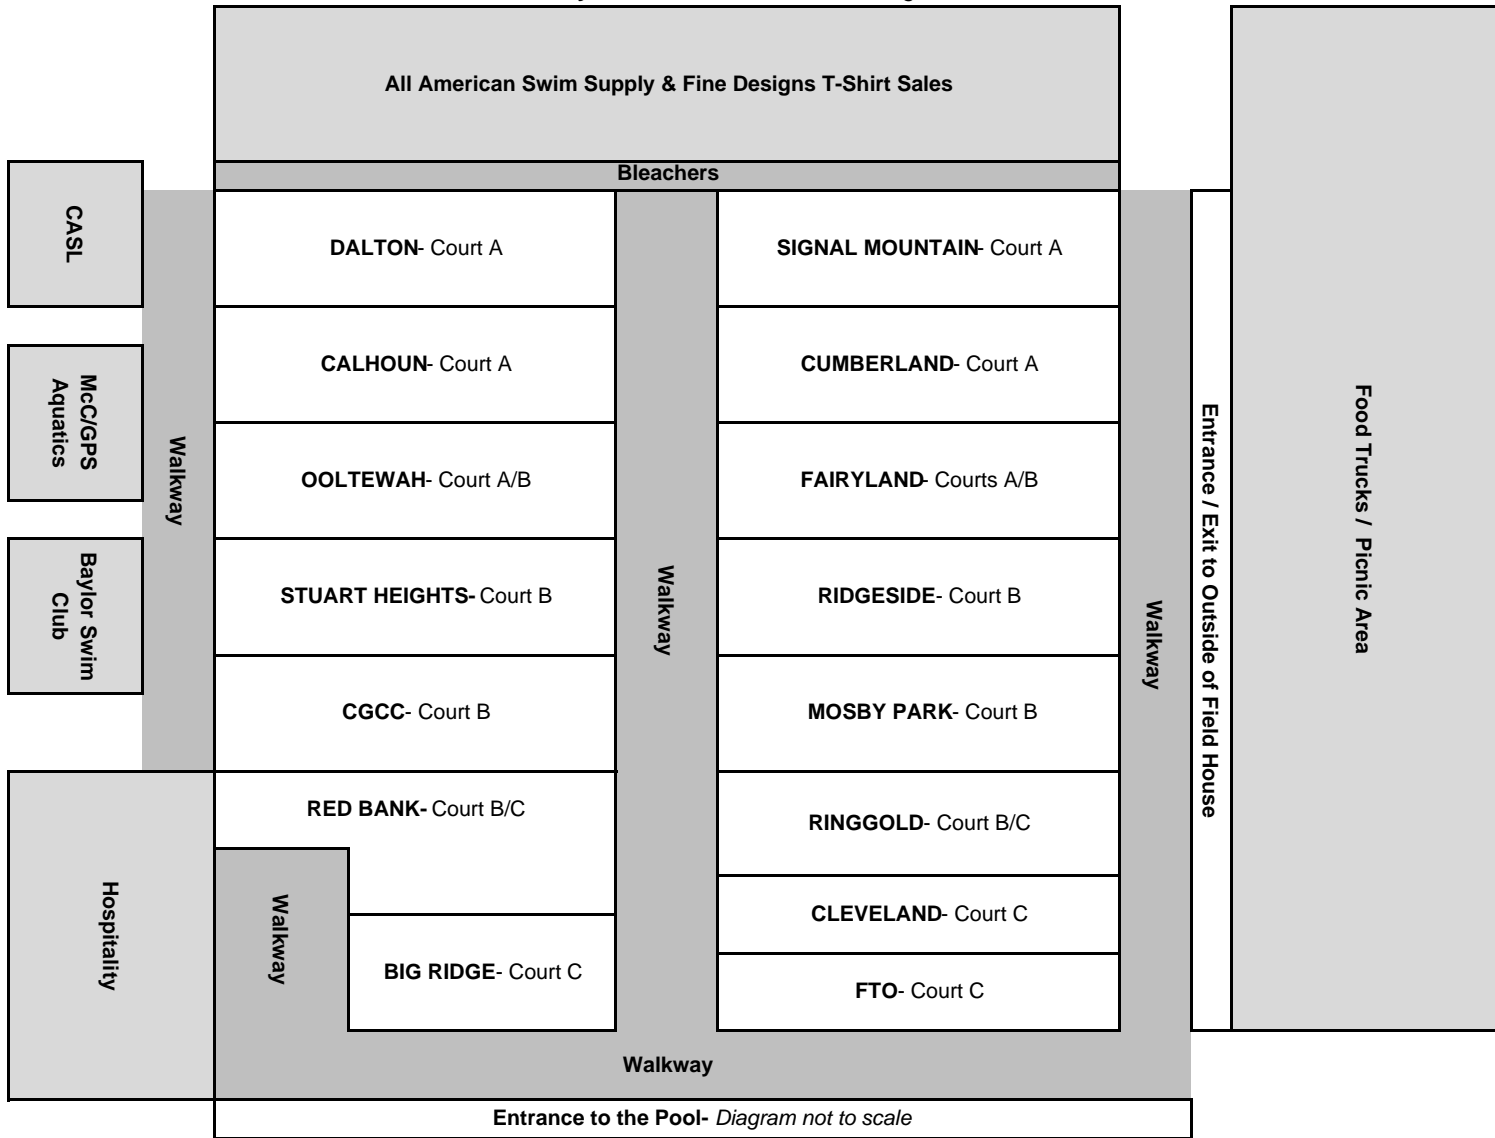 All American Swim Supply & Fine Designs T-Shirt Sales
Bleachers
CASL
DALTON- Court A
SIGNAL MOUNTAIN- Court A
McC/GPS
Aquatics
CALHOUN- Court A
CUMBERLAND- Court A
Walkway
OOLTEWAH- Court A/B
FAIRYLAND- Courts A/B
Baylor Swim
Club
STUART HEIGHTS- Court B
Walkway
RIDGESIDE- Court B
Walkway
Entrance / Exit to Outside of Field House
Food Trucks / Picnic Area
CGCC- Court B
MOSBY PARK- Court B
RED BANK- Court B/C
RINGGOLD- Court B/C
Hospitality
Walkway
CLEVELAND- Court C
BIG RIDGE- Court C
FTO- Court C
Walkway
Entrance to the Pool- Diagram not to scale